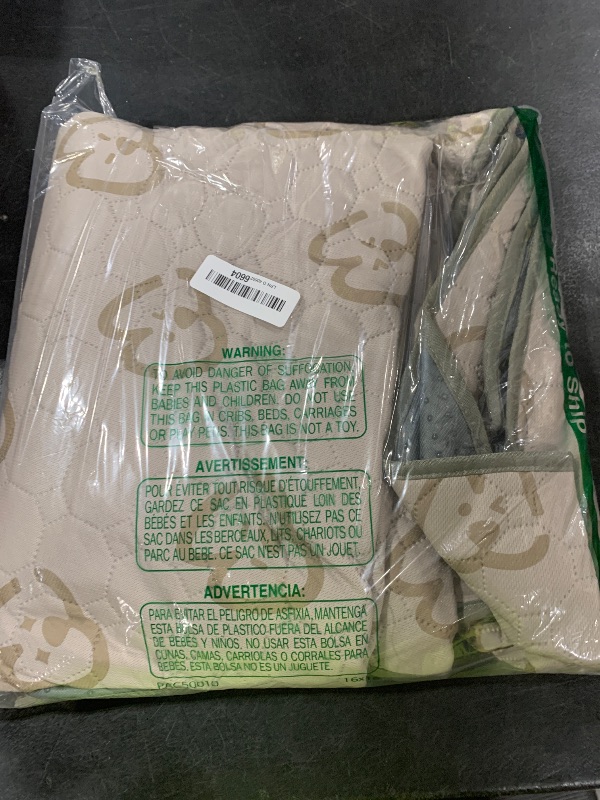 6604
WARNING:
TO AVOID DANGER OF SUFFOCATION,
KEEP THIS PLASTIC BAG AWAY FROM
BABIES AND CHILDREN. DO NOT USE
THIS BAG IN CRIBS, BEDS, CARRIAGES
OR PLAY PENS. THIS BAG IS NOT A TOY.
AVERTISSEMENT:
POUR ÉVITER TOUT RISQUE D'ÉTOUFFEMENT,
GARDEZ CE SAC EN PLASTIQUE LOIN DES
BÉBÉS ET LES ENFANTS. N'UTILISEZ PAS CE
SAC DANS LES BERCEAUX, LITS, CHARIOTS OU
PARC AU BEBE. CE SAC N'EST PAS UN JOUET.
ADVERTENCIA:
PARA EVITAR EL PELIGRO DE ASFIXIA, MANTENGA
ESTA BOLSA DE PLASTICO FUERA DEL ALCANCE
DE BEBÉS Y NIÑOS. NO USAR ESTA BOLSA EN
CUNAS, CAMAS, CARRIOLAS O CORRALES PARA
BEBÉS. ESTA BOLSA NO ES UN JUGUETE.
to Ship